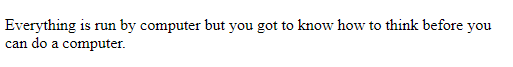 Everything is run by computer but you got to know how to think before you
can do a computer.